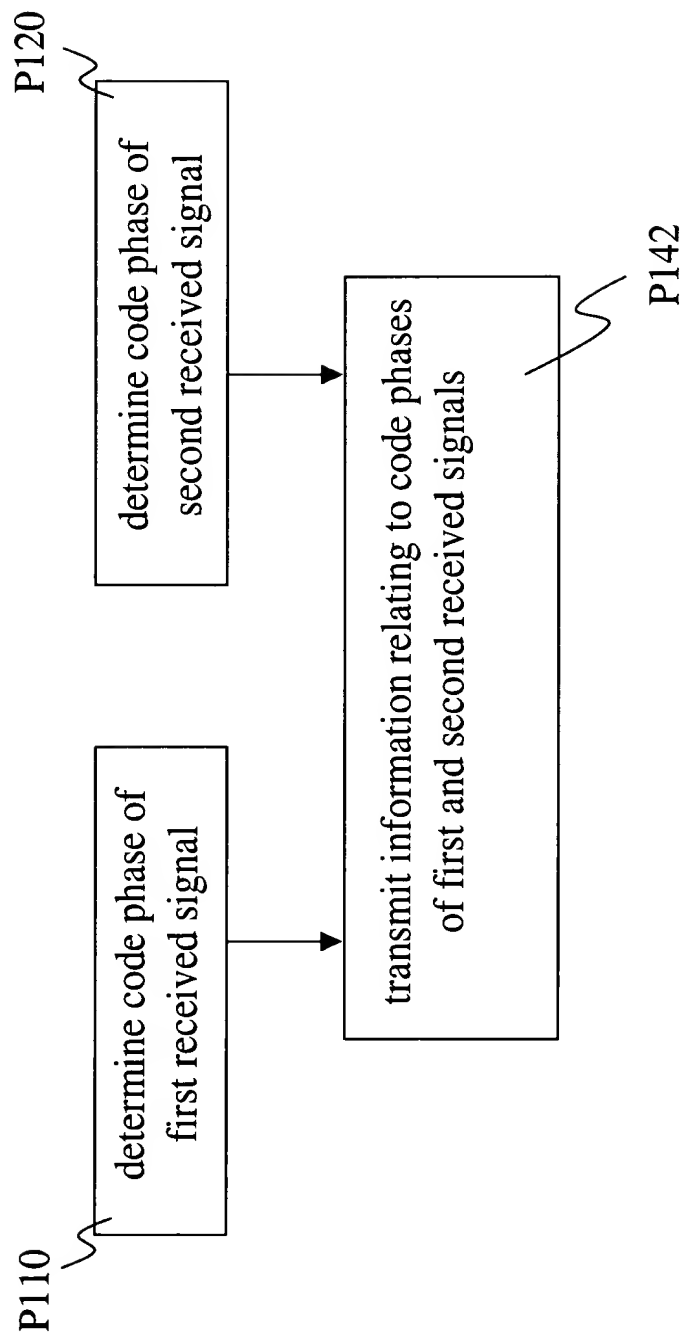 P110
determine code phase of
first received signal
P120
determine code phase of
second received signal
transmit information relating to code phases
of first and second received signals
P142